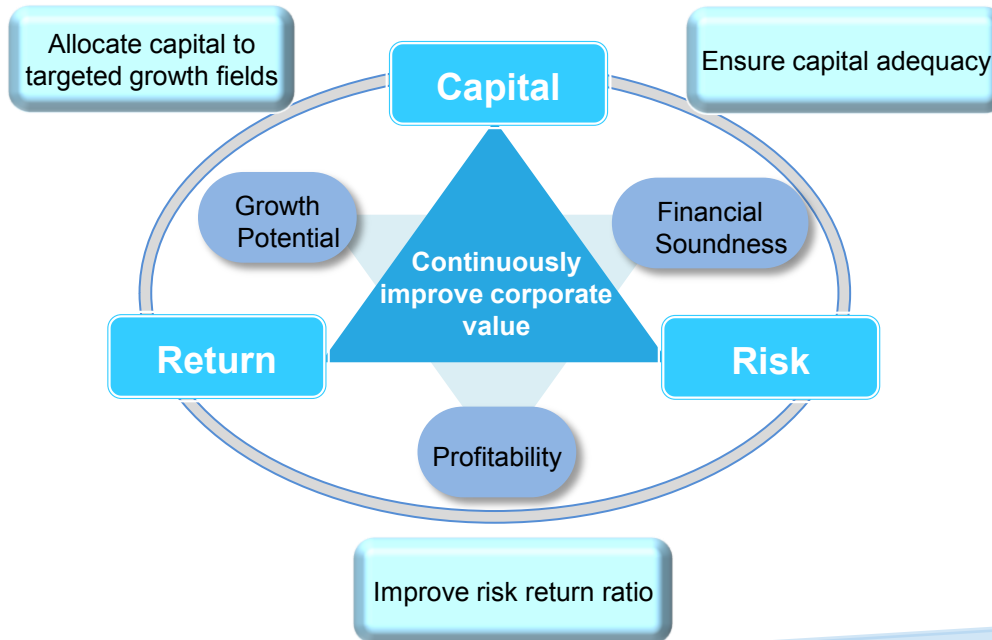 Allocate capital to
targeted growth fields
Ensure capital adequacy
Capital
Growth
Potential
Financial
Soundness
Continuously
improve corporate
value
Return
Risk
Profitability
Improve risk return ratio